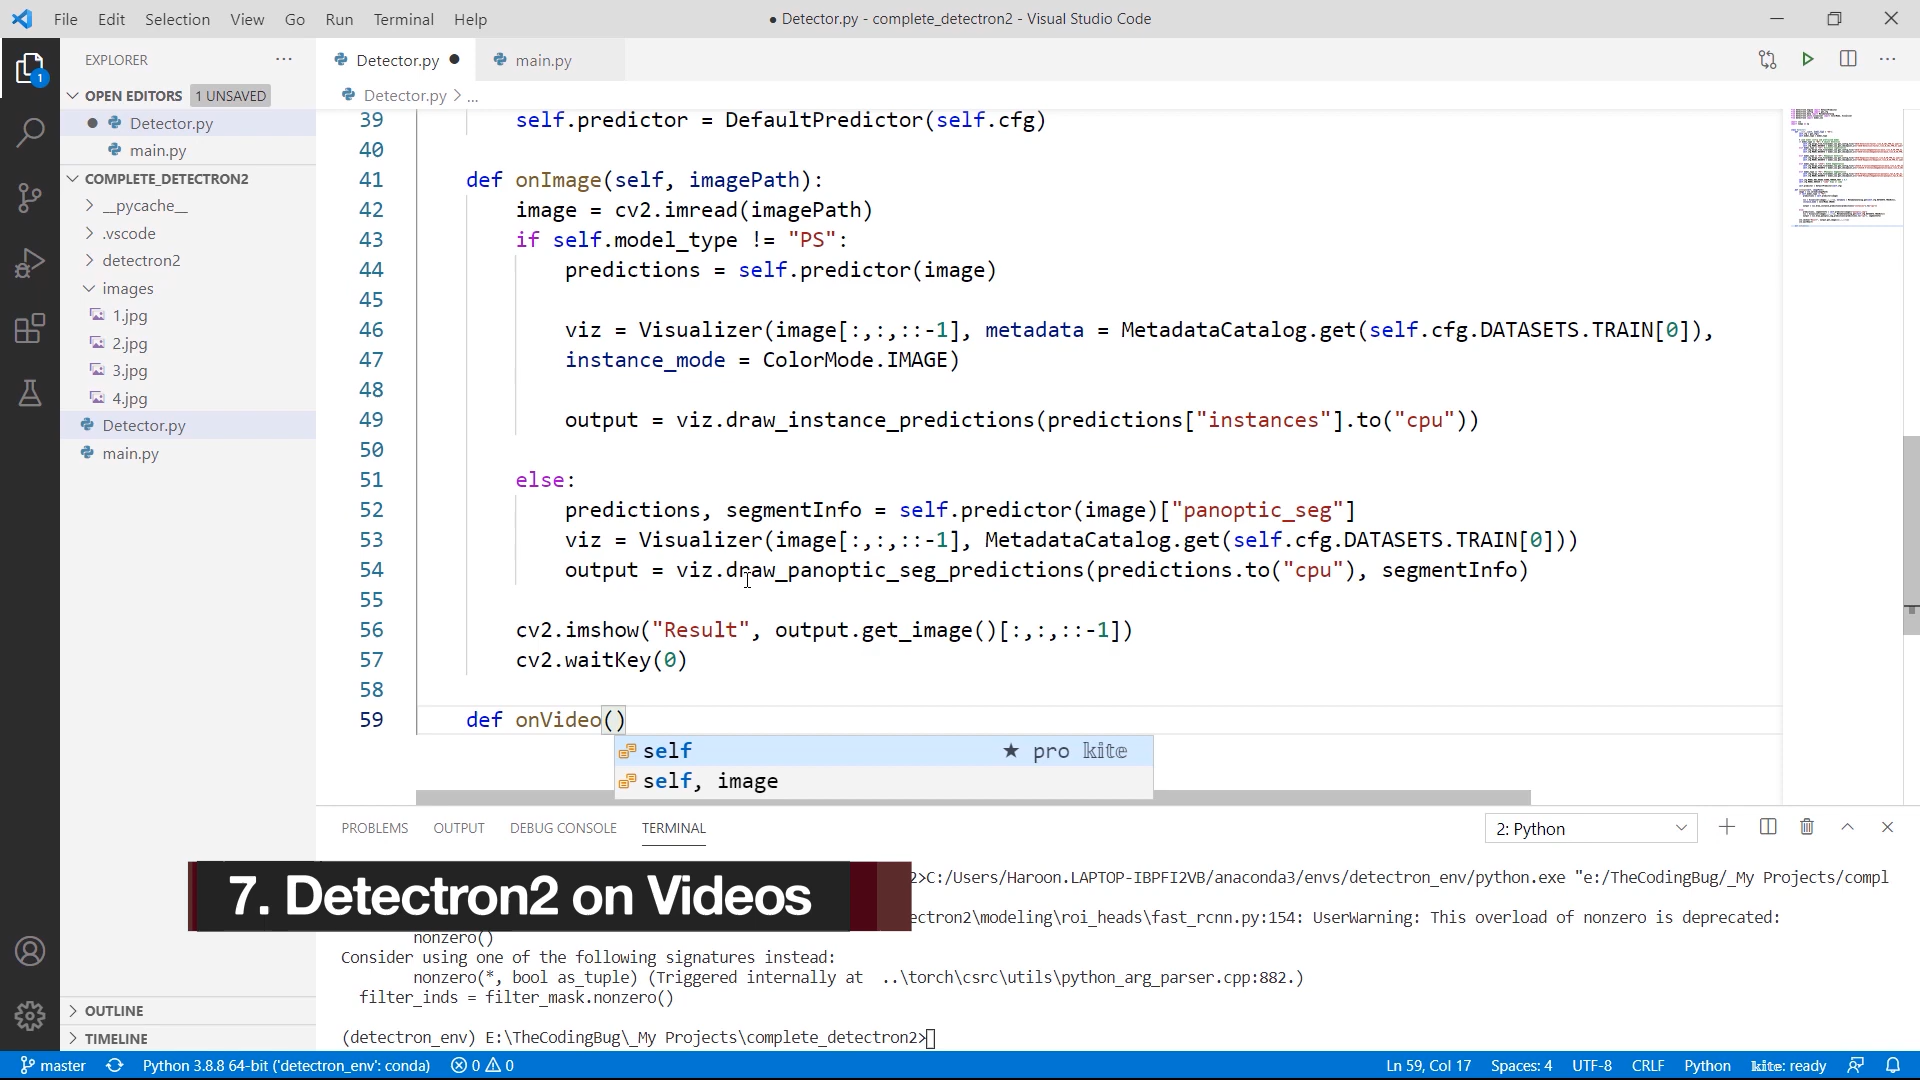 File Edit Selection View Go Run Terminal Help
● Detector.py - complete_detectron2 - Visual Studio Code
EXPLORER
OPEN EDITORS 1 UNSAVED
Detector.py
main.py
COMPLETE_DETECTRON2
__pycache__
.vscode
detectron2
images
1.jpg
2.jpg
3.jpg
4.jpg
Detector.py
main.py
OUTLINE
TIMELINE
1
Detector.py
main.py
Detector.py > ...
39 self.predictor = DefaultPredictor(self.cfg)
40
41 def onImage(self, imagePath):
42 image = cv2.imread(imagePath)
43 if self.model_type != "PS":
44 predictions = self.predictor(image)
45
46 viz = Visualizer(image[:,:,::-1], metadata = MetadataCatalog.get(self.cfg.DATASETS.TRAIN[0]),
47 instance_mode = ColorMode.IMAGE)
48
49 output = viz.draw_instance_predictions(predictions["instances"].to("cpu"))
50
51 else:
52 predictions, segmentInfo = self.predictor(image)["panoptic_seg"]
53 viz = Visualizer(image[:,:,::-1], MetadataCatalog.get(self.cfg.DATASETS.TRAIN[0]))
54 output = viz.draw_panoptic_seg_predictions(predictions.to("cpu"), segmentInfo)
55
56 cv2.imshow("Result", output.get_image()[:,:,::-1])
57 cv2.waitKey(0)
58
59 def onVideo()
self ★ pro kite
self, image
PROBLEMS OUTPUT DEBUG CONSOLE TERMINAL
2: Python
7. Detectron2 on Videos
2>C:/Users/Haroon.LAPTOP-IBPFI2VB/anaconda3/envs/detectron_env/python.exe "e:/TheCodingBug/_My Projects/compl
ectron2\modeling\roi_heads\fast_rcnn.py:154: UserWarning: This overload of nonzero is deprecated:
nonzero()
Consider using one of the following signatures instead:
nonzero(*, bool as_tuple) (Triggered internally at ..\torch\csrc\utils\python_arg_parser.cpp:882.)
filter_inds = filter_mask.nonzero()
(detectron_env) E:\TheCodingBug\_My Projects\complete_detectron2>
master Python 3.8.8 64-bit ('detectron_env': conda) 0 0
Ln 59, Col 17 Spaces: 4 UTF-8 CRLF Python kite: ready